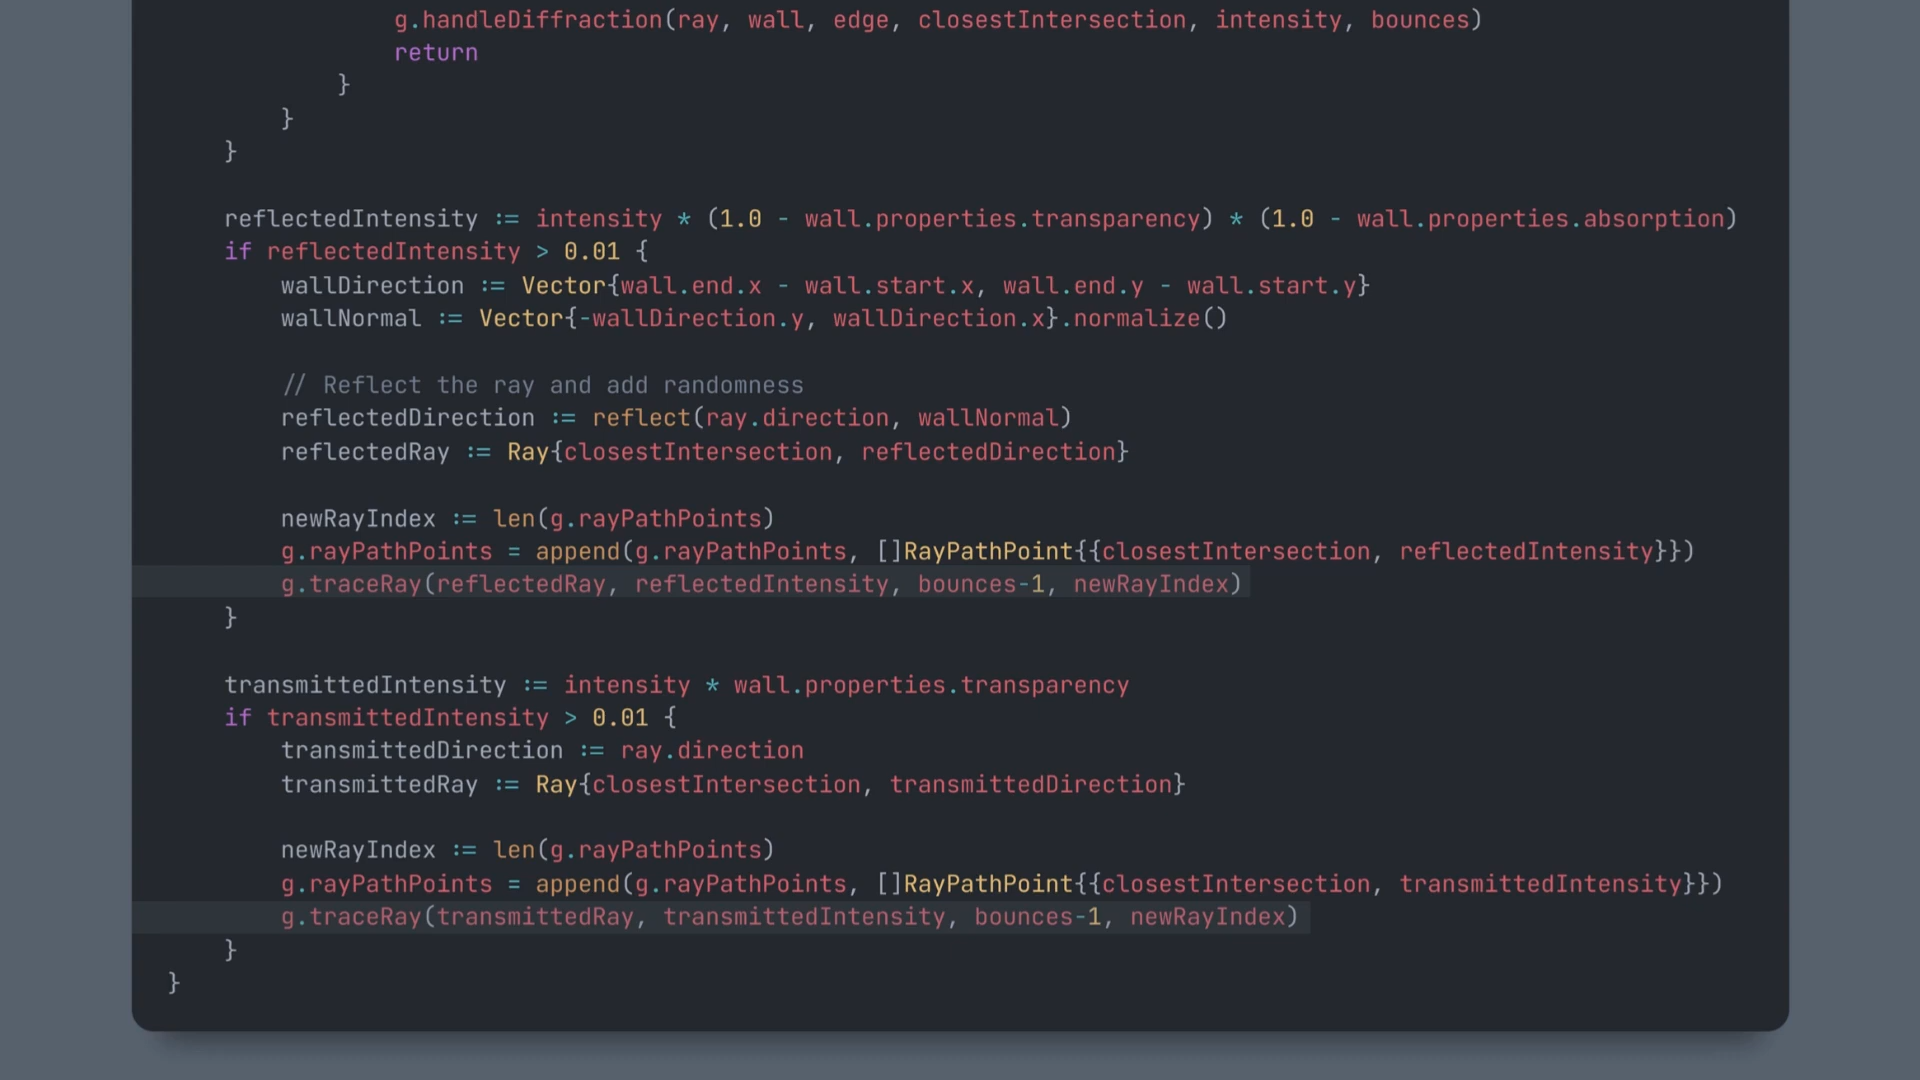 g.handleDiffraction(ray, wall, edge, closestIntersection, intensity, bounces)
return
}
}
}
reflectedIntensity := intensity * (1.0 - wall.properties.transparency) * (1.0 - wall.properties.absorption)
if reflectedIntensity > 0.01 {
wallDirection := Vector{wall.end.x - wall.start.x, wall.end.y - wall.start.y}
wallNormal := Vector{-wallDirection.y, wallDirection.x}.normalize()
// Reflect the ray and add randomness
reflectedDirection := reflect(ray.direction, wallNormal)
reflectedRay := Ray{closestIntersection, reflectedDirection}
newRayIndex := len(g.rayPathPoints)
g.rayPathPoints = append(g.rayPathPoints, []RayPathPoint{{closestIntersection, reflectedIntensity}})
g.traceRay(reflectedRay, reflectedIntensity, bounces-1, newRayIndex)
}
transmittedIntensity := intensity * wall.properties.transparency
if transmittedIntensity > 0.01 {
transmittedDirection := ray.direction
transmittedRay := Ray{closestIntersection, transmittedDirection}
newRayIndex := len(g.rayPathPoints)
g.rayPathPoints = append(g.rayPathPoints, []RayPathPoint{{closestIntersection, transmittedIntensity}})
g.traceRay(transmittedRay, transmittedIntensity, bounces-1, newRayIndex)
}
}